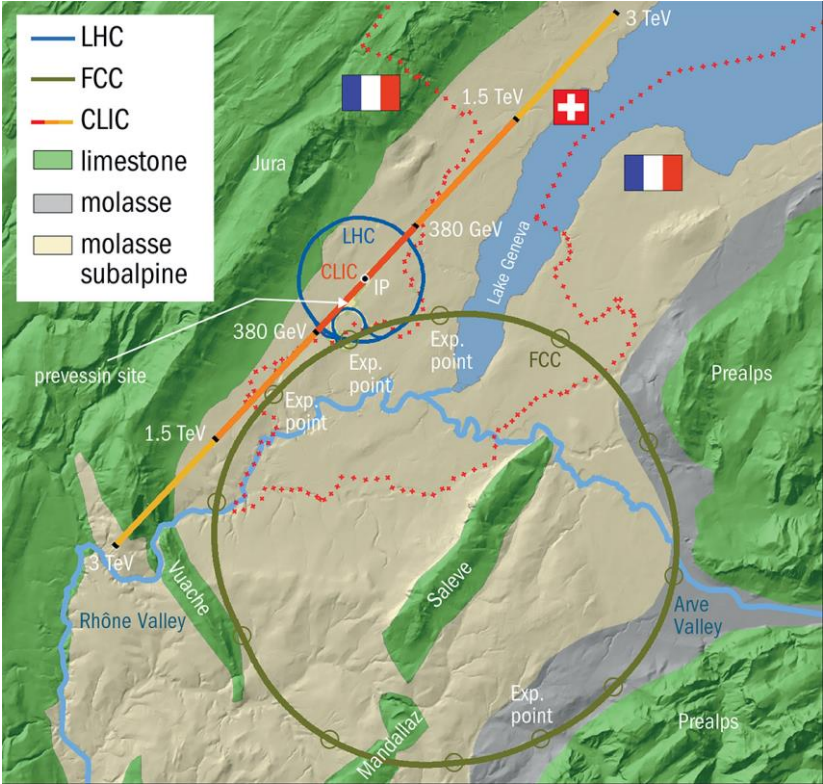 LHC
FCC
CLIC
limestone
molasse
molasse
subalpine
3 TeV
1.5 TeV
Jura
LHC
380 GeV
CLIC
IP
Lake Geneva
380 GeV
prevessin site
Exp.
point
Exp.
point
FCC
Exp.
point
Prealps
1.5 TeV
3 TeV
Vuache
Saleve
Rhône Valley
Arve
Valley
Exp.
point
Prealps
Mandallaz